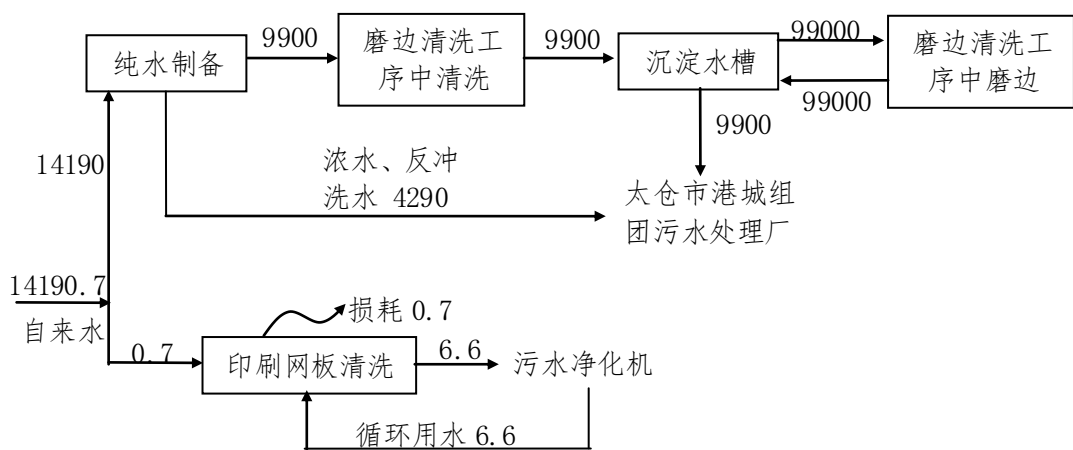 9900
纯水制备
磨边清洗工
序中清洗
9900
沉淀水槽
99000
磨边清洗工
序中磨边
99000
9900
14190
浓水、反冲
洗水 4290
太仓市港城组
团污水处理厂
14190.7
自来水
损耗 0.7
0.7
印刷网板清洗
6.6
污水净化机
循环用水 6.6